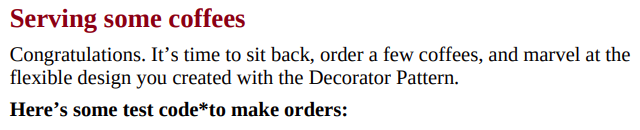 Serving some coffees
Congratulations. It’s time to sit back, order a few coffees, and marvel at the
flexible design you created with the Decorator Pattern.
Here’s some test code*to make orders: